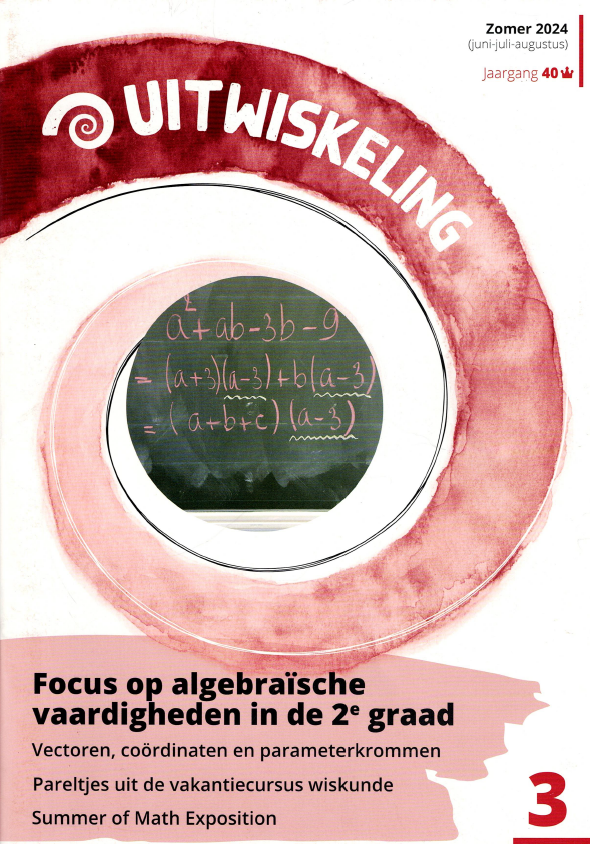 Zomer 2024
(juni-juli-augustus)
Jaargang 40
UITWISKELING
a² + ab - 3b - 9
= (a+3)(a-3) + b(a-3)
= (a+b+c)(a-3)
Focus op algebraïsche
vaardigheden in de 2ᵉ graad
Vectoren, coördinaten en parameterkrommen
Pareltjes uit de vakantiecursus wiskunde
Summer of Math Exposition
3